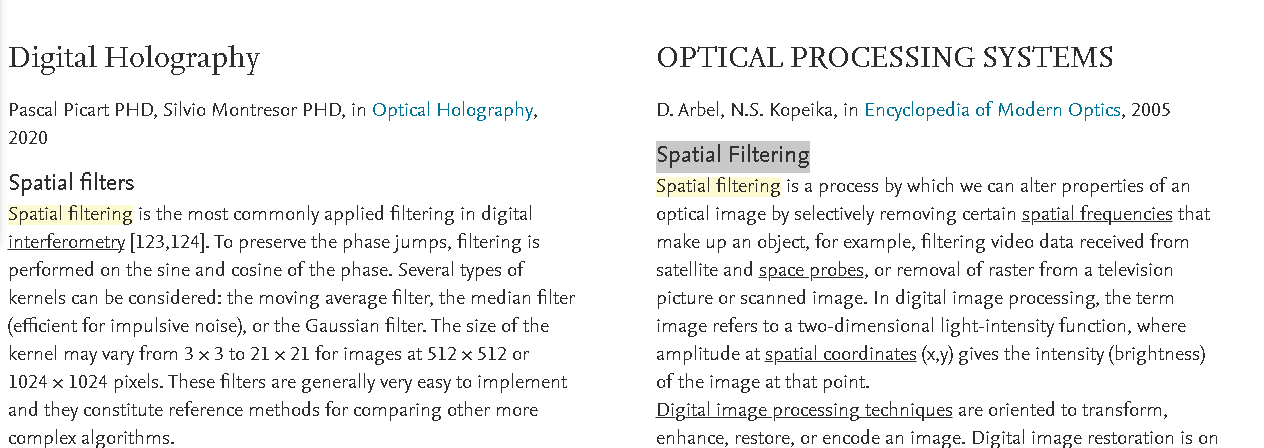 Digital Holography
Pascal Picart PHD, Silvio Montresor PHD, in Optical Holography,
2020
Spatial filters
Spatial filtering is the most commonly applied filtering in digital
interferometry [123,124]. To preserve the phase jumps, filtering is
performed on the sine and cosine of the phase. Several types of
kernels can be considered: the moving average filter, the median filter
(efficient for impulsive noise), or the Gaussian filter. The size of the
kernel may vary from 3 × 3 to 21 × 21 for images at 512 × 512 or
1024 × 1024 pixels. These filters are generally very easy to implement
and they constitute reference methods for comparing other more
complex algorithms.
OPTICAL PROCESSING SYSTEMS
D. Arbel, N.S. Kopeika, in Encyclopedia of Modern Optics, 2005
Spatial Filtering
Spatial filtering is a process by which we can alter properties of an
optical image by selectively removing certain spatial frequencies that
make up an object, for example, filtering video data received from
satellite and space probes, or removal of raster from a television
picture or scanned image. In digital image processing, the term
image refers to a two-dimensional light-intensity function, where
amplitude at spatial coordinates (x,y) gives the intensity (brightness)
of the image at that point.
Digital image processing techniques are oriented to transform,
enhance, restore, or encode an image. Digital image restoration is on